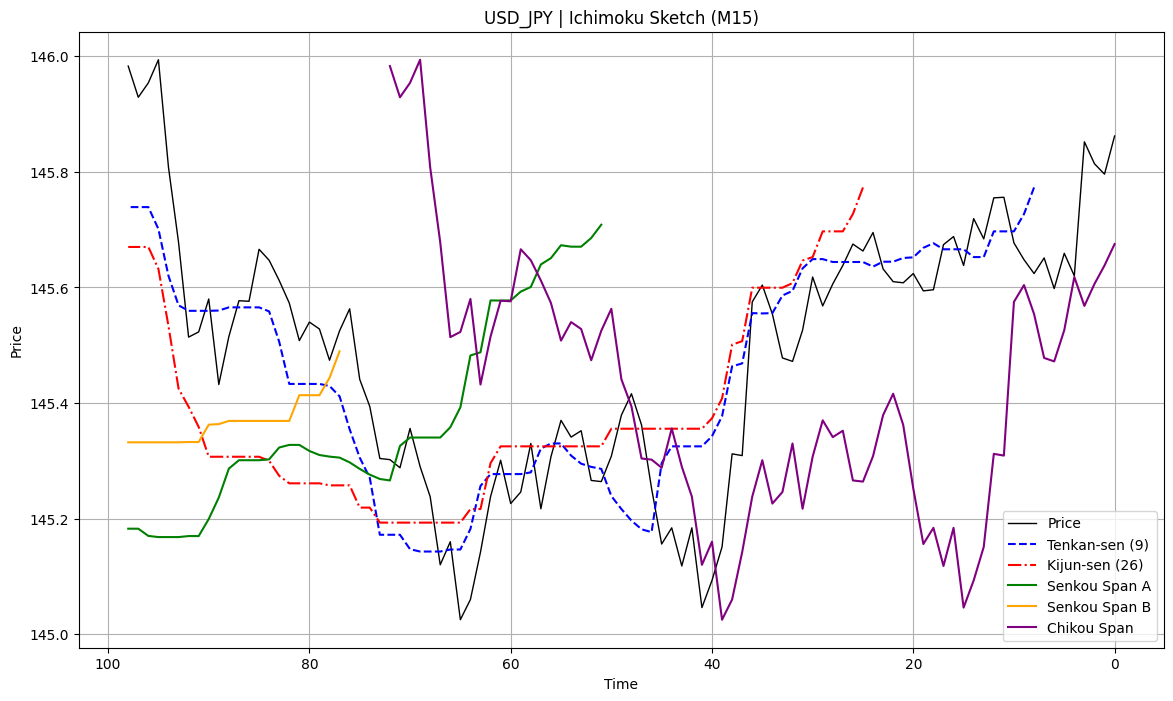 USD_JPY | Ichimoku Sketch (M15)
Price
146.0
145.8
145.6
145.4
145.2
145.0
100
80
60
40
20
0
Time
Price
Tenkan-sen (9)
Kijun-sen (26)
Senkou Span A
Senkou Span B
Chikou Span